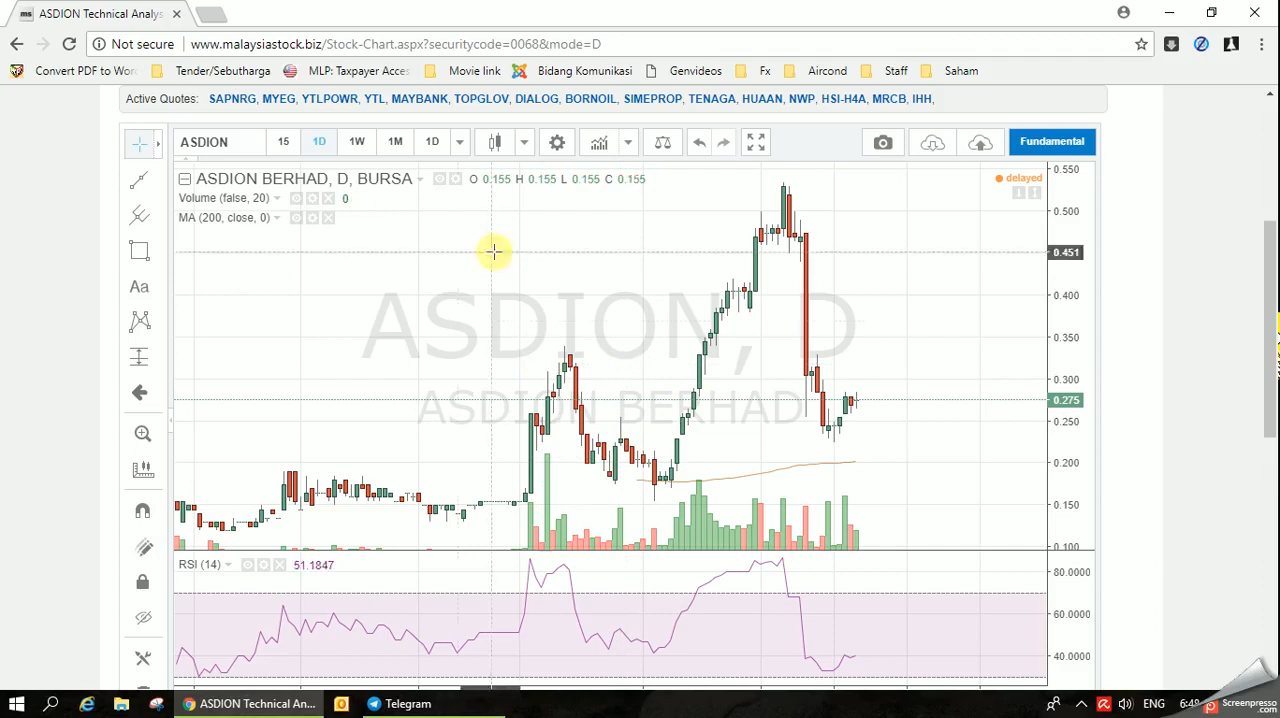 ms ASDION Technical Analys
Not secure www.malaysiastock.biz/Stock-Chart.aspx?securitycode=0068&mode=D
Convert PDF to Word Tender/Sebutharga MLP: Taxpayer Acces Movie link Bidang Komunikasi Genvideos Fx Aircond Staff Saham
Active Quotes: SAPNRG, MYEG, YTLPOWR, YTL, MAYBANK, TOPGLOV, DIALOG, BORNOIL, SIMEPROP, TENAGA, HUAAN, NWP, HSI-H4A, MRCB, IHH,
ASDION 15 1D 1W 1M 1D Fundamental
ASDION BERHAD, D, BURSA O 0.155 H 0.155 L 0.155 C 0.155
delayed
Volume (false, 20) 0
MA (200, close, 0)
Aa
ASDION, D
ASDION BERHAD
0.550
0.500
0.451
0.400
0.350
0.300
0.275
0.250
0.200
0.150
0.100
RSI (14) 51.1847
80.0000
60.0000
40.0000
ASDION Technical An... Telegram ENG 6:48
Screenpresso
.com